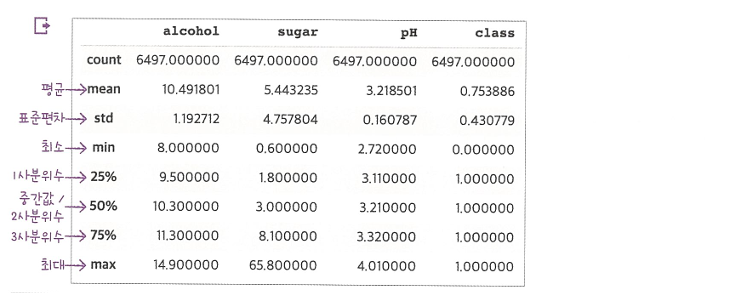 alcohol sugar pH class
count 6497.000000 6497.000000 6497.000000 6497.000000
평균 mean 10.491801 5.443235 3.218501 0.753886
표준편차 std 1.192712 4.757804 0.160787 0.430779
최소 min 8.000000 0.600000 2.720000 0.000000
1사분위수 25% 9.500000 1.800000 3.110000 1.000000
중간값 /
2사분위수 50% 10.300000 3.000000 3.210000 1.000000
3사분위수 75% 11.300000 8.100000 3.320000 1.000000
최대 max 14.900000 65.800000 4.010000 1.000000